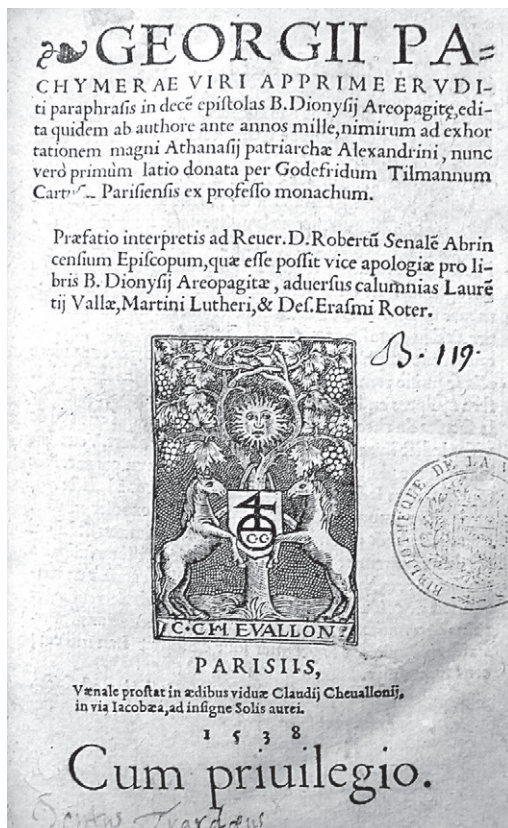 GEORGII PA=
CHYMERAE VIRI APPRIME ERVDI-
ti paraphrasis in decē epistolas B. Dionysij Areopagitę, edi-
ta quidem ab authore ante annos mille, nimirum ad exhor
tationem magni Athanasij patriarchæ Alexandrini, nunc
verò primùm latio donata per Godefridum Tilmannum
Parisiensis ex professo monachum.
Præfatio interpretis ad Reuer. D. Robertū Senalē Abrin
censium Episcopum, quæ esse possit vice apologiæ pro li-
bris B. Dionysij Areopagitæ, aduersus calumnias Laurē
tij Vallæ, Martini Lutheri, & Des. Erasmi Roter.
B. 119.
C C
C. CHEVALLON
BIBLIOTHEQUE DE LA
PARISIIS,
Vænale prostat in ædibus viduæ Claudij Cheuallonij,
in via Iacobæa, ad insigne Solis aurei.
1538
Cum priuilegio.